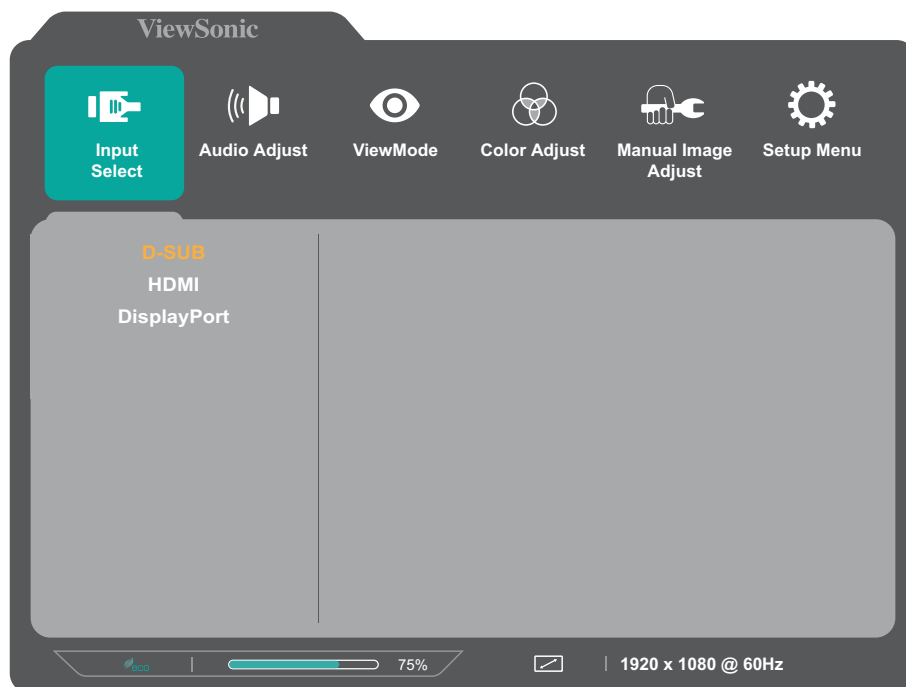 ViewSonic
Input
Select
Audio Adjust
ViewMode
Color Adjust
Manual Image
Adjust
Setup Menu
D-SUB
HDMI
DisplayPort
eco
75%
1920 x 1080 @ 60Hz